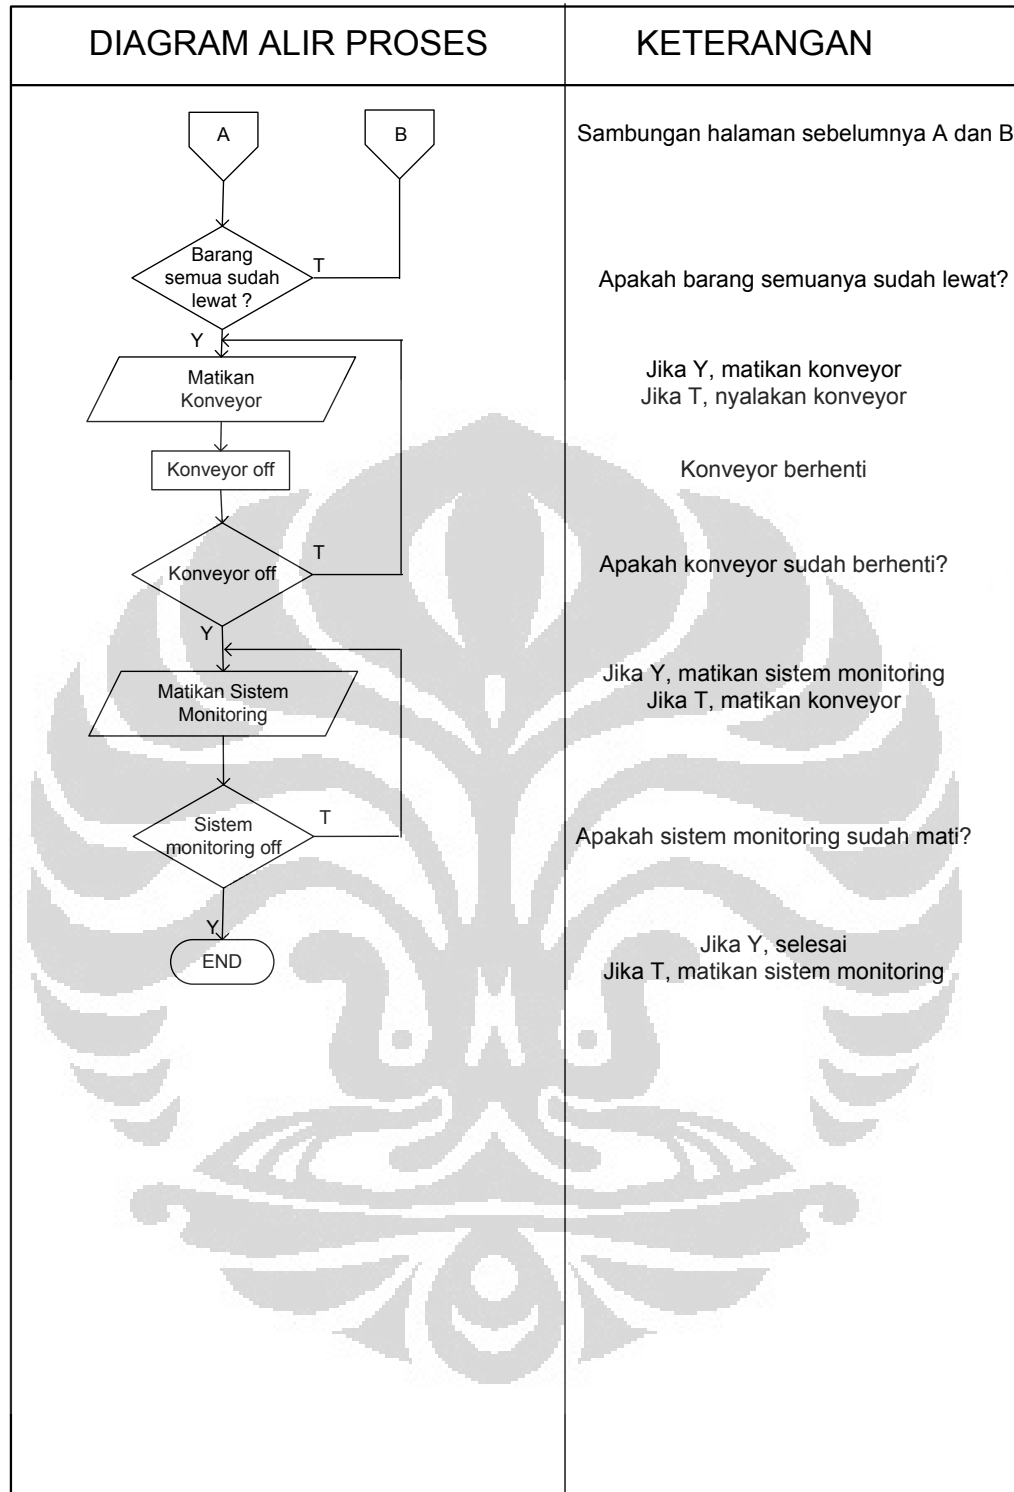 DIAGRAM ALIR PROSES
KETERANGAN
A
B
Sambungan halaman sebelumnya A dan B
Barang
semua sudah
lewat ?
T
Apakah barang semuanya sudah lewat?
Y
Matikan
Konveyor
Jika Y, matikan konveyor
Jika T, nyalakan konveyor
Konveyor off
Konveyor berhenti
Konveyor off
T
Apakah konveyor sudah berhenti?
Y
Matikan Sistem
Monitoring
Jika Y, matikan sistem monitoring
Jika T, matikan konveyor
Sistem
monitoring off
T
Apakah sistem monitoring sudah mati?
Y
END
Jika Y, selesai
Jika T, matikan sistem monitoring